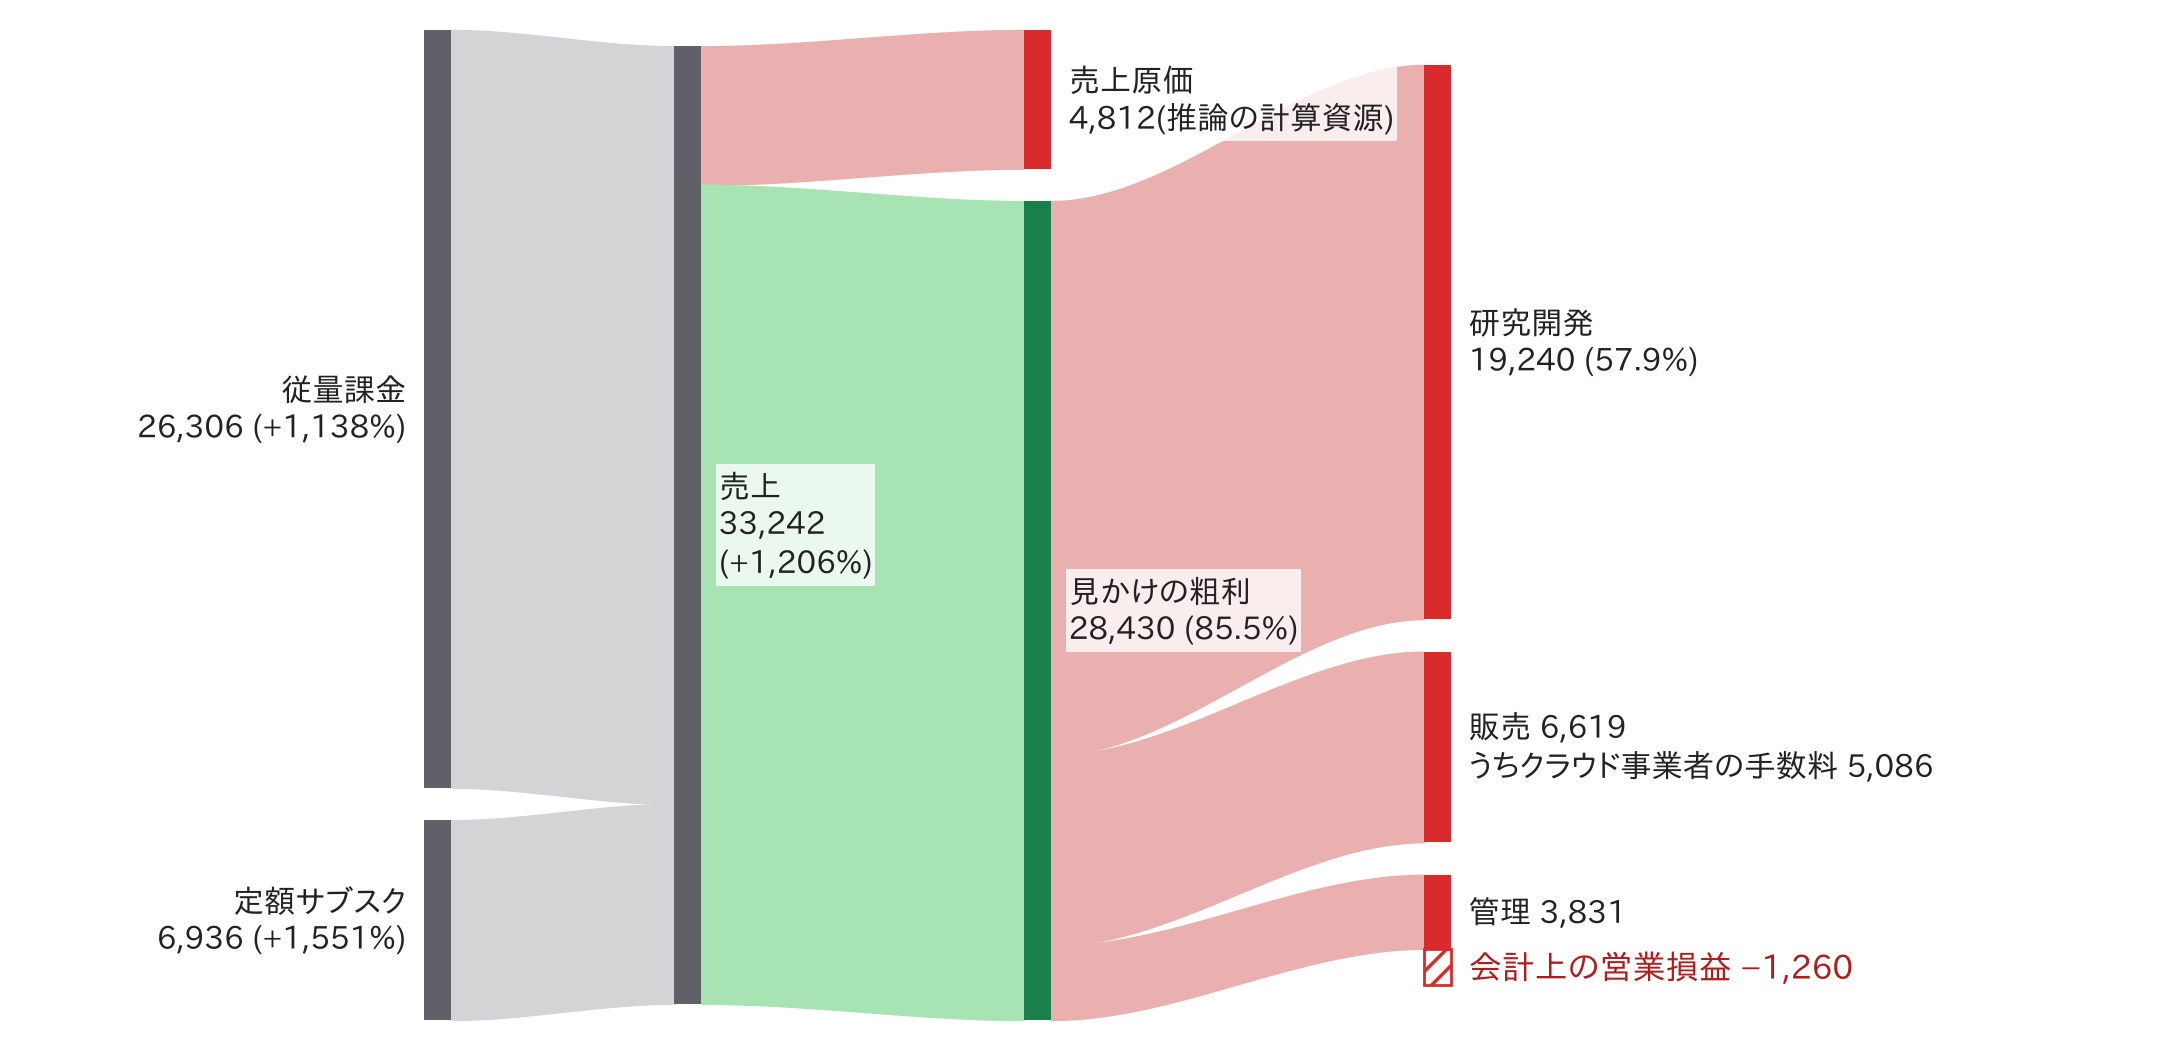 従量課金
26,306 (+1,138%)
定額サブスク
6,936 (+1,551%)
売上
33,242
(+1,206%)
売上原価
4,812(推論の計算資源)
見かけの粗利
28,430 (85.5%)
研究開発
19,240 (57.9%)
販売 6,619
うちクラウド事業者の手数料 5,086
管理 3,831
会計上の営業損益 −1,260